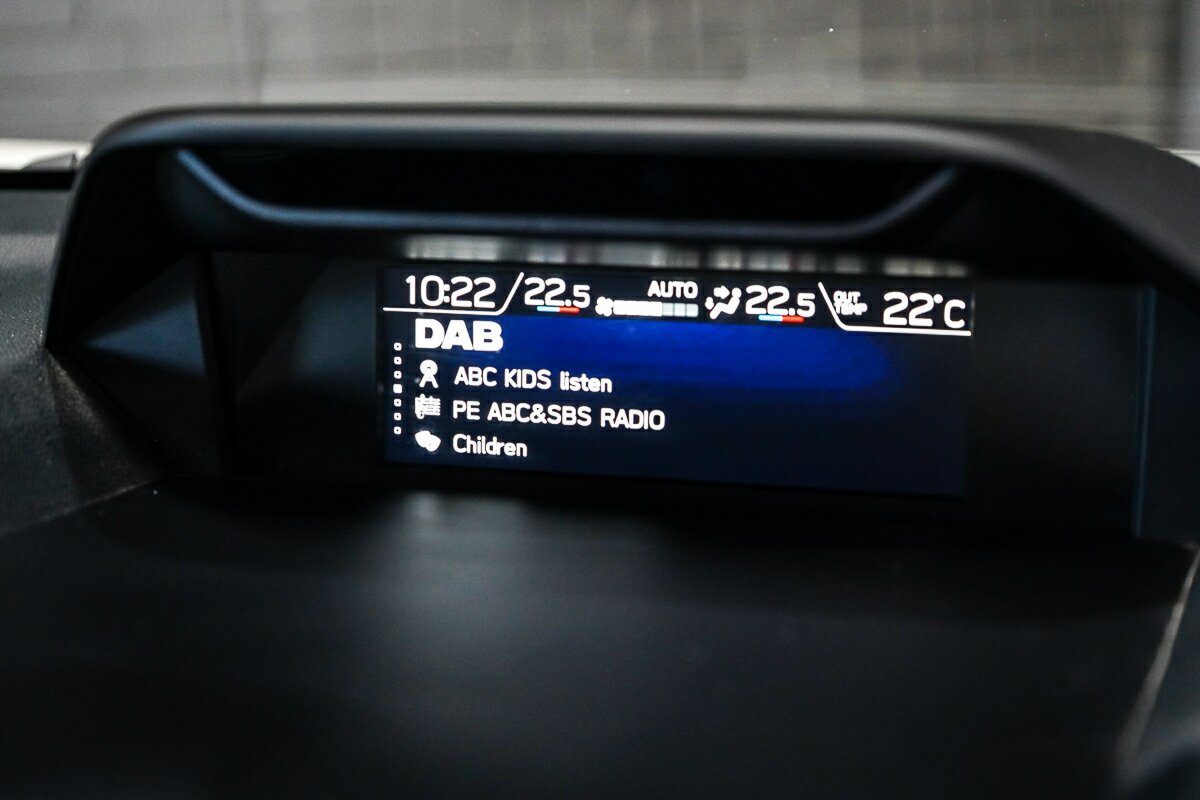 10:22 22.5 AUTO 22.5 OUT TEMP 22°C
DAB
ABC KIDS listen
PE ABC&SBS RADIO
Children